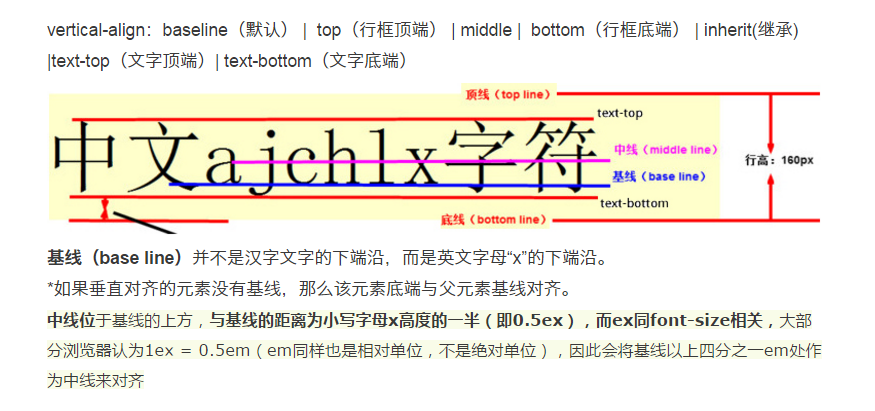 vertical-align：baseline（默认） | top（行框顶端） | middle | bottom（行框底端） | inherit(继承)
|text-top（文字顶端）| text-bottom（文字底端）
顶线（top line）
text-top
中文ajchlx字符
中线（middle line）
行高：160px
基线（base line）
text-bottom
底线（bottom line）
基线（base line）并不是汉字文字的下端沿，而是英文字母“x”的下端沿。
*如果垂直对齐的元素没有基线，那么该元素底端与父元素基线对齐。
中线位于基线的上方，与基线的距离为小写字母x高度的一半（即0.5ex），而ex同font-size相关，大部
分浏览器认为1ex = 0.5em（em同样也是相对单位，不是绝对单位），因此会将基线以上四分之一em处作
为中线来对齐